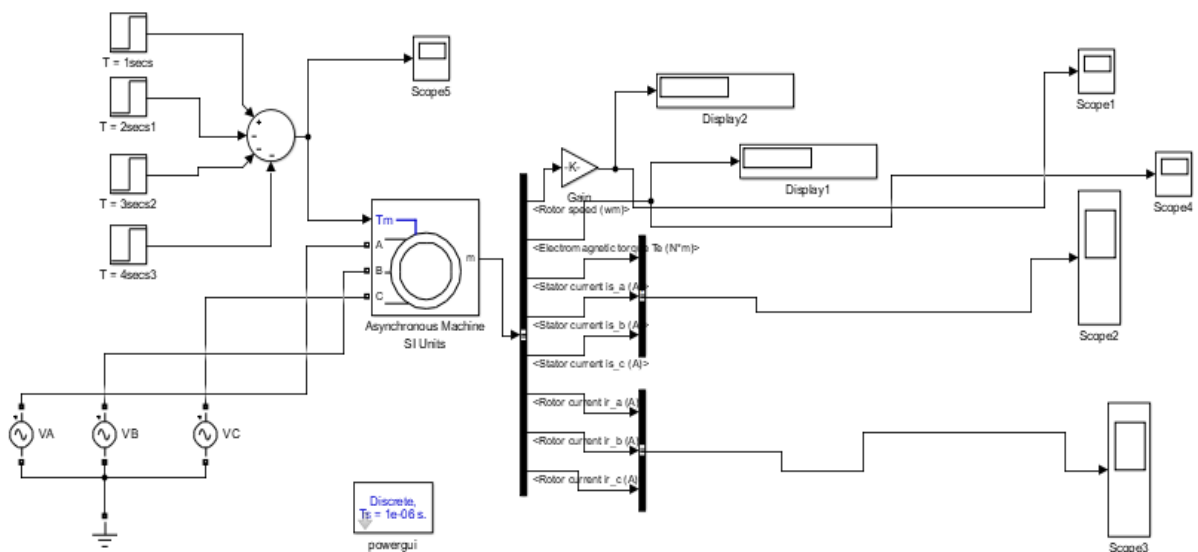 T = 1secs
Scope5
Scope1
T = 2secs1
Display2
+
-
-
-
-K-
Gain
Display1
Scope4
T = 3secs2
<Rotor speed (wm)>
Tm
<Electromagnetic torque Te (N*m)>
T = 4secs3
A
m
B
<Stator current is_a (A)>
C
Asynchronous Machine
SI Units
<Stator current is_b (A)>
Scope2
<Stator current is_c (A)>
<Rotor current ir_a (A)
VA
VB
VC
<Rotor current ir_b (A)
<Rotor current ir_c (A)
Discrete,
Ts = 1e-06 s.
powergui
Scope3